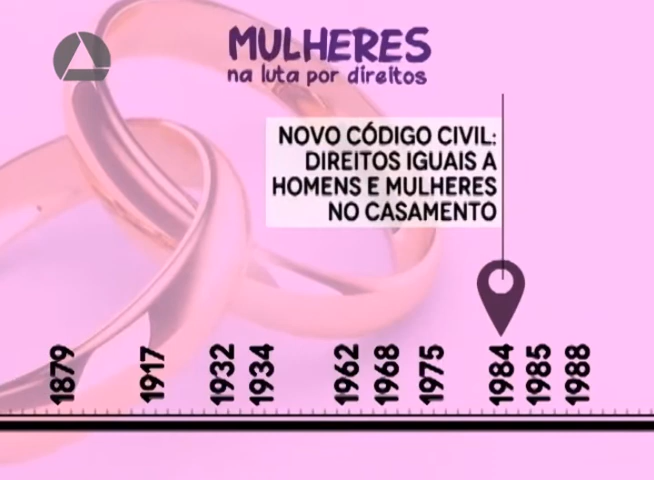 MULHERES
na luta por direitos
NOVO CÓDIGO CIVIL:
DIREITOS IGUAIS A
HOMENS E MULHERES
NO CASAMENTO
1879
1917
1932
1934
1962
1968
1975
1984
1985
1988